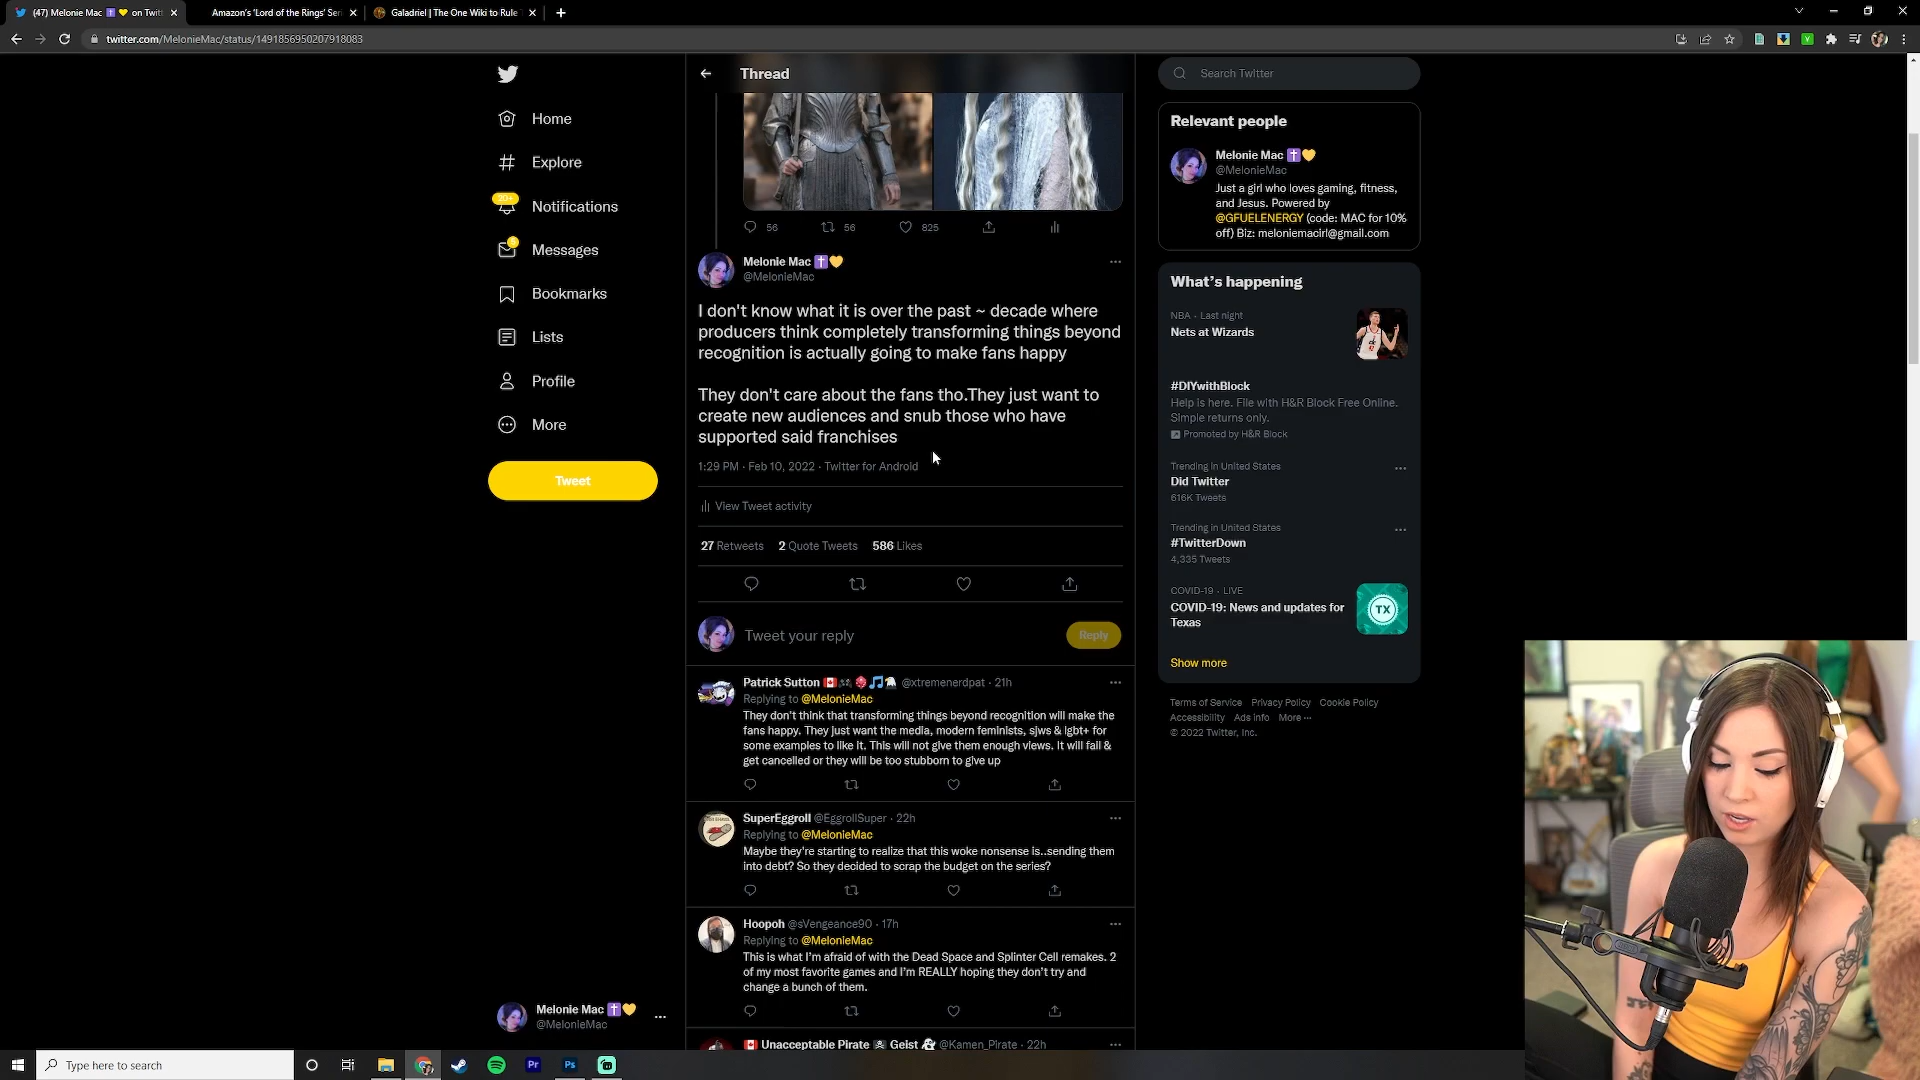 (47) Melonie Mac ✝️ 💛 on Twit
Amazon's 'Lord of the Rings' Seri
Galadriel | The One Wiki to Rule
twitter.com/MelonieMac/status/1491856950207918083
Home
Explore
20+
Notifications
Messages
Bookmarks
Lists
Profile
More
Tweet
Melonie Mac ✝️💛
@MelonieMac
Thread
56
56
825
Melonie Mac ✝️💛
@MelonieMac
I don't know what it is over the past ~ decade where
producers think completely transforming things beyond
recognition is actually going to make fans happy
They don't care about the fans tho.They just want to
create new audiences and snub those who have
supported said franchises
1:29 PM · Feb 10, 2022 · Twitter for Android
View Tweet activity
27 Retweets 2 Quote Tweets 586 Likes
Tweet your reply
Reply
Patrick Sutton @xtremenerdpat · 21h
Replying to @MelonieMac
They don't think that transforming things beyond recognition will make the
fans happy. They just want the media, modern feminists, sjws & lgbt+ for
some examples to like it. This will not give them enough views. It will fail &
get cancelled or they will be too stubborn to give up
SuperEggroll @EggrollSuper · 22h
Replying to @MelonieMac
Maybe they're starting to realize that this woke nonsense is..sending them
into debt? So they decided to scrap the budget on the series?
Hoopoh @sVengeance90 · 17h
Replying to @MelonieMac
This is what I'm afraid of with the Dead Space and Splinter Cell remakes. 2
of my most favorite games and I'm REALLY hoping they don't try and
change a bunch of them.
Unacceptable Pirate Geist @Kamen_Pirate · 22h
Search Twitter
Relevant people
Melonie Mac ✝️💛
@MelonieMac
Just a girl who loves gaming, fitness,
and Jesus. Powered by
@GFUELENERGY (code: MAC for 10%
off) Biz: meloniemacirl@gmail.com
What's happening
NBA · Last night
Nets at Wizards
#DIYwithBlock
Help is here. File with H&R Block Free Online.
Simple returns only.
Promoted by H&R Block
Trending in United States
Did Twitter
616K Tweets
Trending in United States
#TwitterDown
4,335 Tweets
COVID-19 · LIVE
COVID-19: News and updates for
Texas
TX
Show more
Terms of Service Privacy Policy Cookie Policy
Accessibility Ads info More ···
© 2022 Twitter, Inc.
Type here to search
Pr
Ps